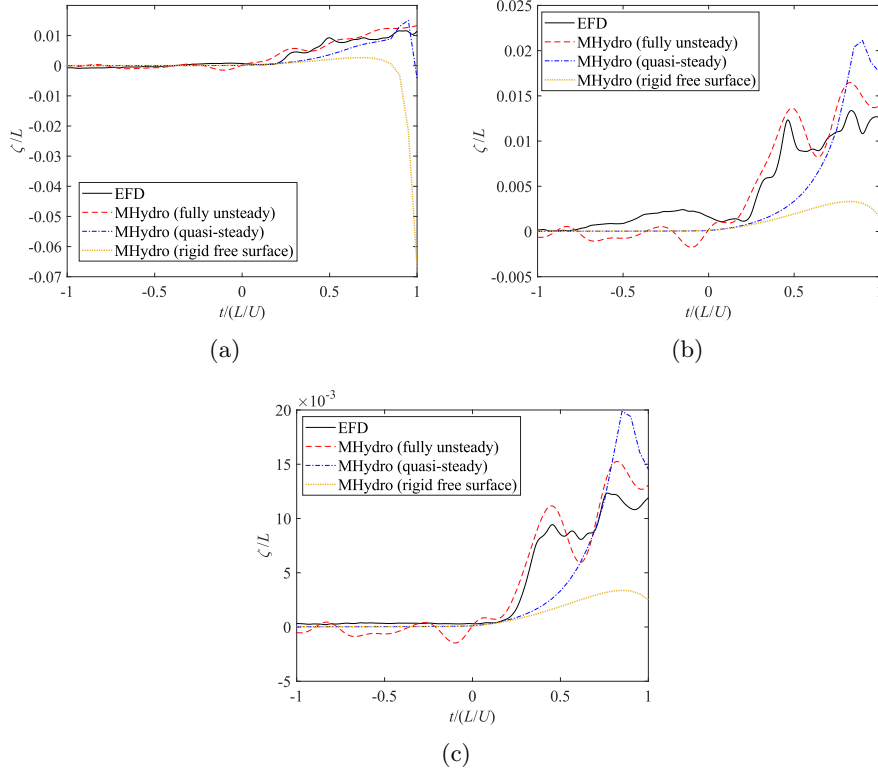 0.01
0
-0.01
-0.02
-0.03
-0.04
-0.05
-0.06
-0.07
ζ/L
EFD
MHydro (fully unsteady)
MHydro (quasi-steady)
MHydro (rigid free surface)
-1 -0.5 0 0.5 1
t/(L/U)
(a)
0.025
0.02
0.015
0.01
0.005
0
-0.005
ζ/L
EFD
MHydro (fully unsteady)
MHydro (quasi-steady)
MHydro (rigid free surface)
-1 -0.5 0 0.5 1
t/(L/U)
(b)
×10⁻³
20
15
10
5
0
-5
ζ/L
EFD
MHydro (fully unsteady)
MHydro (quasi-steady)
MHydro (rigid free surface)
-1 -0.5 0 0.5 1
t/(L/U)
(c)